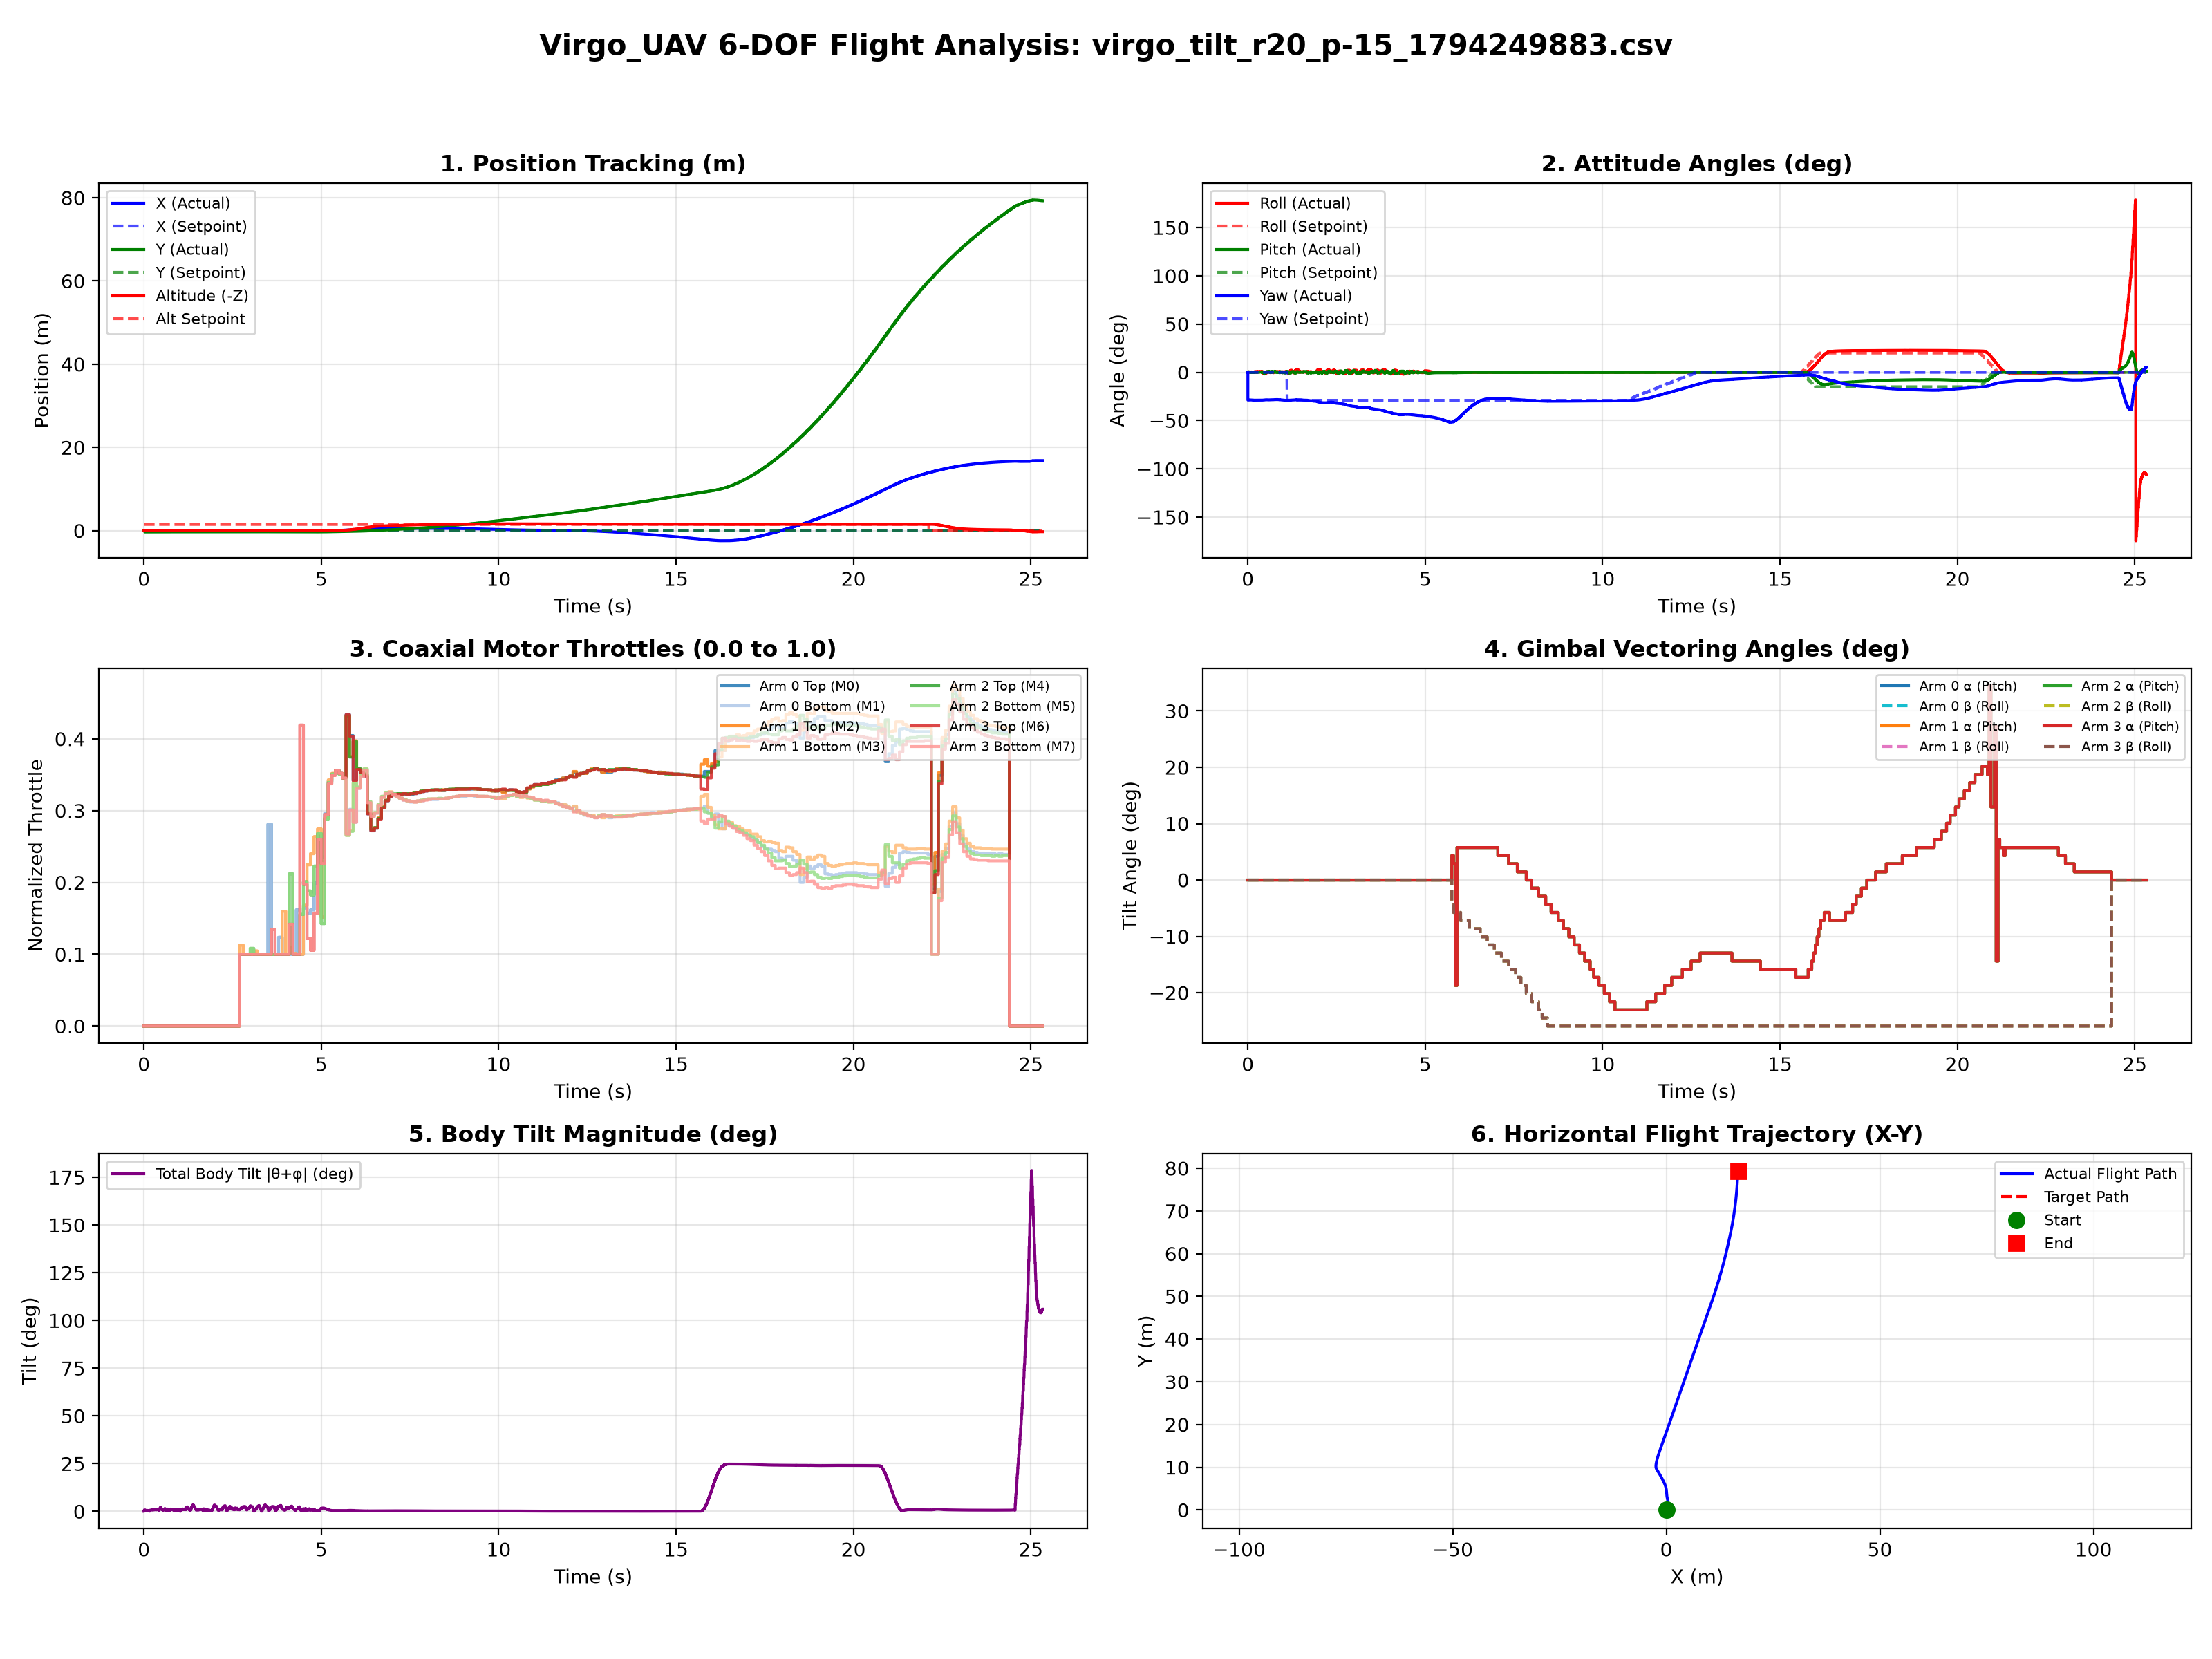 Virgo_UAV 6-DOF Flight Analysis: virgo_tilt_r20_p-15_1794249883.csv
1. Position Tracking (m)
X (Actual)
X (Setpoint)
Y (Actual)
Y (Setpoint)
Altitude (-Z)
Alt Setpoint
Position (m)
80
60
40
20
0
0 5 10 15 20 25
Time (s)
2. Attitude Angles (deg)
Roll (Actual)
Roll (Setpoint)
Pitch (Actual)
Pitch (Setpoint)
Yaw (Actual)
Yaw (Setpoint)
Angle (deg)
150
100
50
0
−50
−100
−150
0 5 10 15 20 25
Time (s)
3. Coaxial Motor Throttles (0.0 to 1.0)
Arm 0 Top (M0) Arm 2 Top (M4)
Arm 0 Bottom (M1) Arm 2 Bottom (M5)
Arm 1 Top (M2) Arm 3 Top (M6)
Arm 1 Bottom (M3) Arm 3 Bottom (M7)
Normalized Throttle
0.4
0.3
0.2
0.1
0.0
0 5 10 15 20 25
Time (s)
4. Gimbal Vectoring Angles (deg)
Arm 0 α (Pitch) Arm 2 α (Pitch)
Arm 0 β (Roll) Arm 2 β (Roll)
Arm 1 α (Pitch) Arm 3 α (Pitch)
Arm 1 β (Roll) Arm 3 β (Roll)
Tilt Angle (deg)
30
20
10
0
−10
−20
0 5 10 15 20 25
Time (s)
5. Body Tilt Magnitude (deg)
Total Body Tilt |θ+φ| (deg)
Tilt (deg)
175
150
125
100
75
50
25
0
0 5 10 15 20 25
Time (s)
6. Horizontal Flight Trajectory (X-Y)
Actual Flight Path
Target Path
Start
End
Y (m)
80
70
60
50
40
30
20
10
0
−100 −50 0 50 100
X (m)